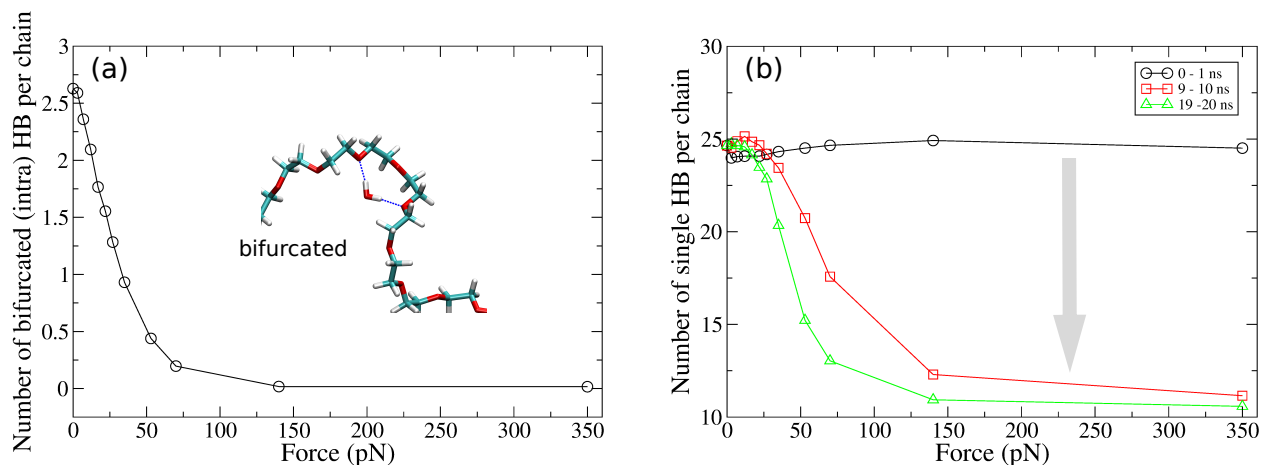 (a)
Number of bifurcated (intra) HB per chain
3
2.5
2
1.5
1
0.5
0
bifurcated
0 50 100 150 200 250 300 350
Force (pN)
(b)
Number of single HB per chain
30
25
20
15
10
0 - 1 ns
9 - 10 ns
19 -20 ns
0 50 100 150 200 250 300 350
Force (pN)